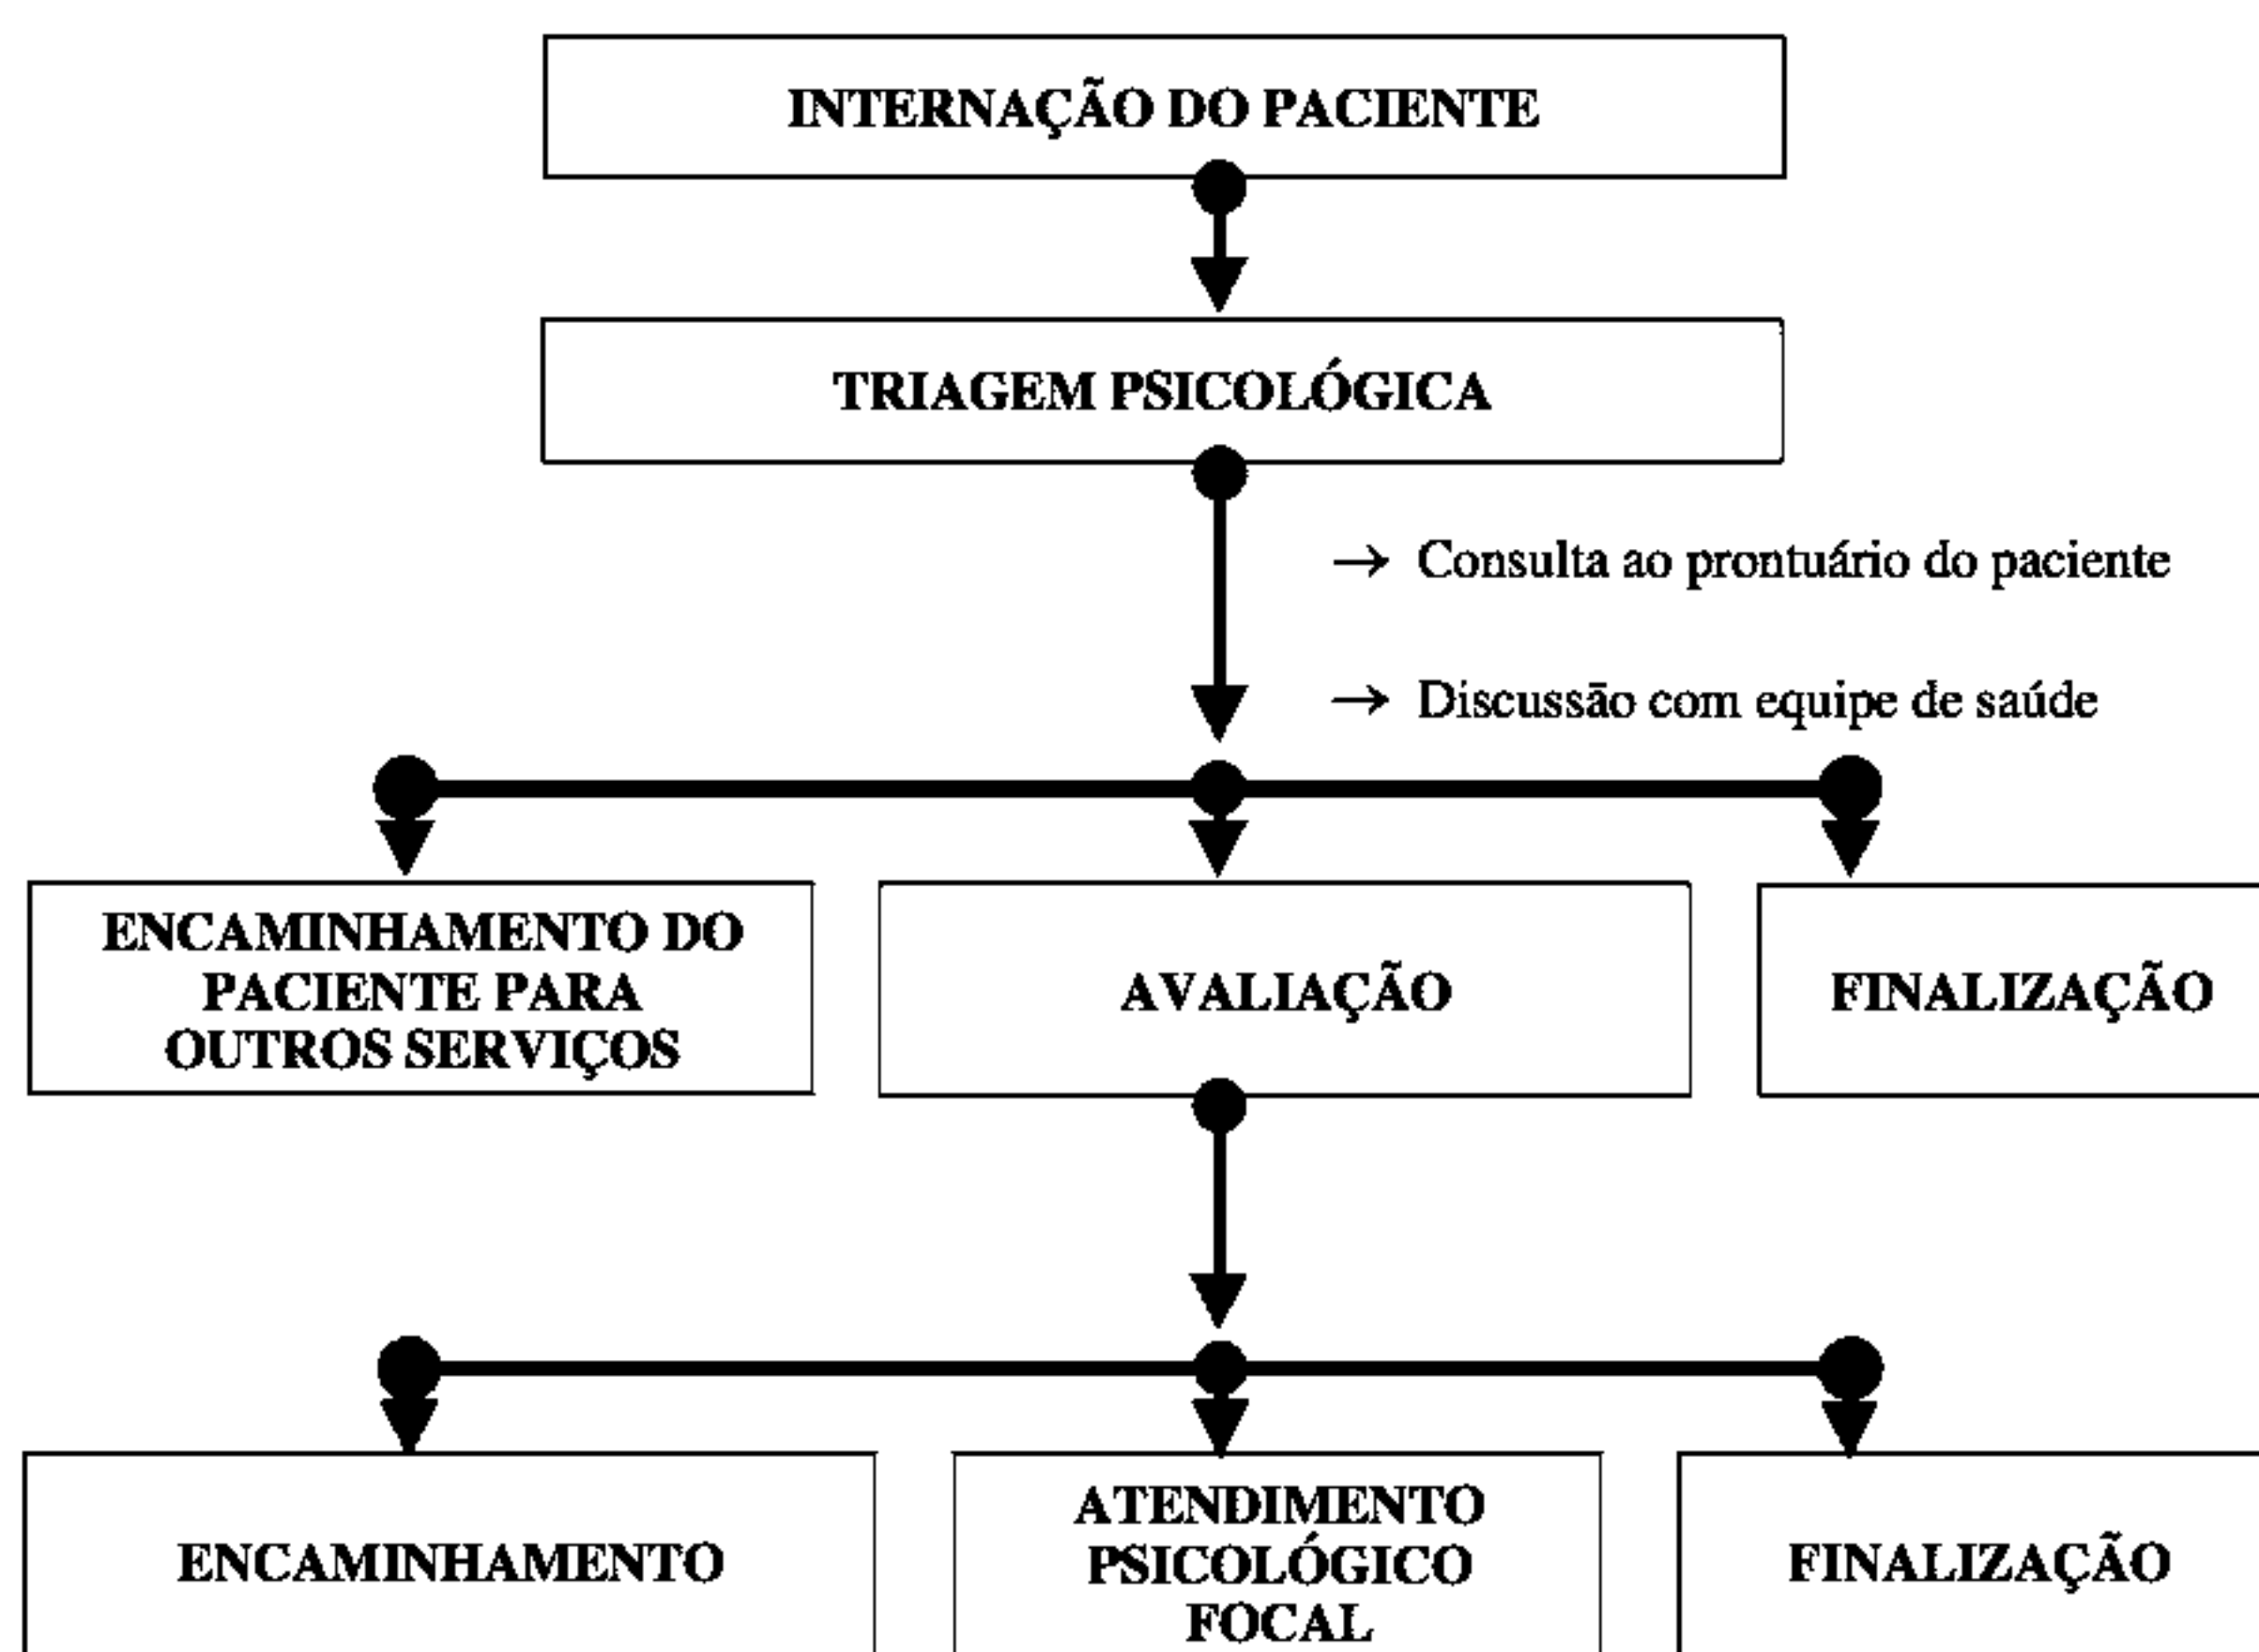 INTERNAÇÃO DO PACIENTE
TRIAGEM PSICOLÓGICA
→ Consulta ao prontuário do paciente
→ Discussão com equipe de saúde
ENCAMINHAMENTO DO
PACIENTE PARA
OUTROS SERVIÇOS
AVALIAÇÃO
FINALIZAÇÃO
ENCAMINHAMENTO
ATENDIMENTO
PSICOLÓGICO
FOCAL
FINALIZAÇÃO